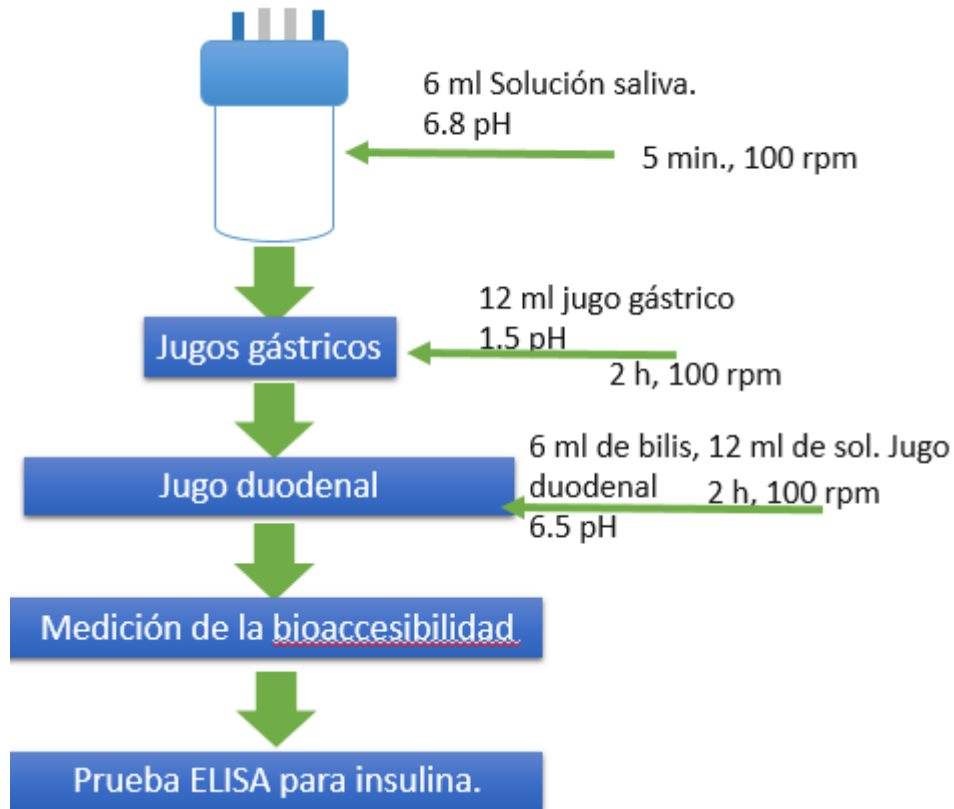 6 ml Solución saliva.
6.8 pH
5 min., 100 rpm
12 ml jugo gástrico
1.5 pH
Jugos gástricos
2 h, 100 rpm
6 ml de bilis, 12 ml de sol. Jugo
duodenal
2 h, 100 rpm
6.5 pH
Jugo duodenal
Medición de la bioaccesibilidad
Prueba ELISA para insulina.